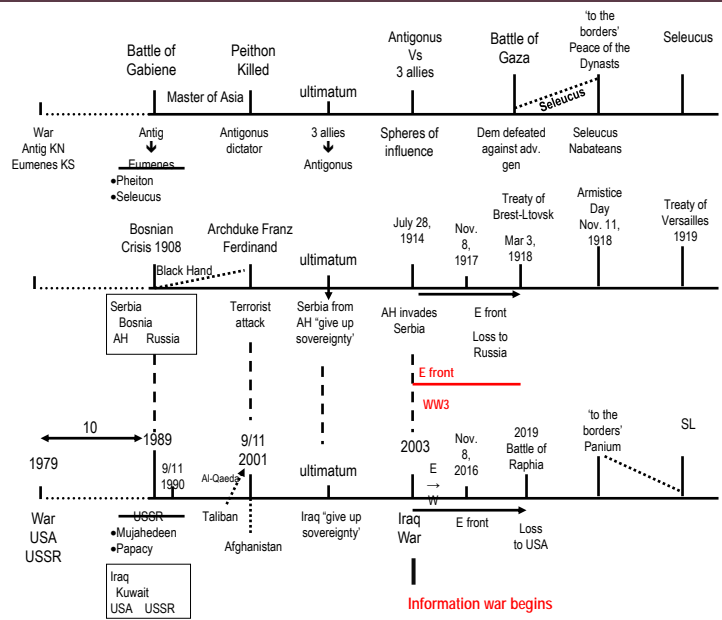 Battle of
Gabiene
Peithon
Killed
ultimatum
Antigonus
Vs
3 allies
Battle of
Gaza
‘to the
borders’
Peace of the
Dynasts
Seleucus
Master of Asia
Seleucus
War
Antig KN
Eumenes KS
Antig
Eumenes
●Pheiton
●Seleucus
Antigonus
dictator
3 allies
Antigonus
Spheres of
influence
Dem defeated
against adv.
gen
Seleucus
Nabateans
Bosnian
Crisis 1908
Archduke Franz
Ferdinand
ultimatum
July 28,
1914
Nov.
8,
1917
Treaty of
Brest-Ltovsk
Mar 3,
1918
Armistice
Day
Nov. 11,
1918
Treaty of
Versailles
1919
Black Hand
Serbia
Bosnia
AH Russia
Terrorist
attack
Serbia from
AH “give up
sovereignty’
AH invades
Serbia
E front
Loss to
Russia
E front
WW3
10
1979
1989
9/11
1990
Al-Qaeda
9/11
2001
ultimatum
2003
E
→
W
Nov.
8,
2016
2019
Battle of
Raphia
‘to the
borders’
Panium
SL
War
USA
USSR
USSR
●Mujahedeen
●Papacy
Taliban
Afghanistan
Iraq “give up
sovereignty’
Iraq
War
E front
Loss
to USA
Iraq
Kuwait
USA USSR
Information war begins